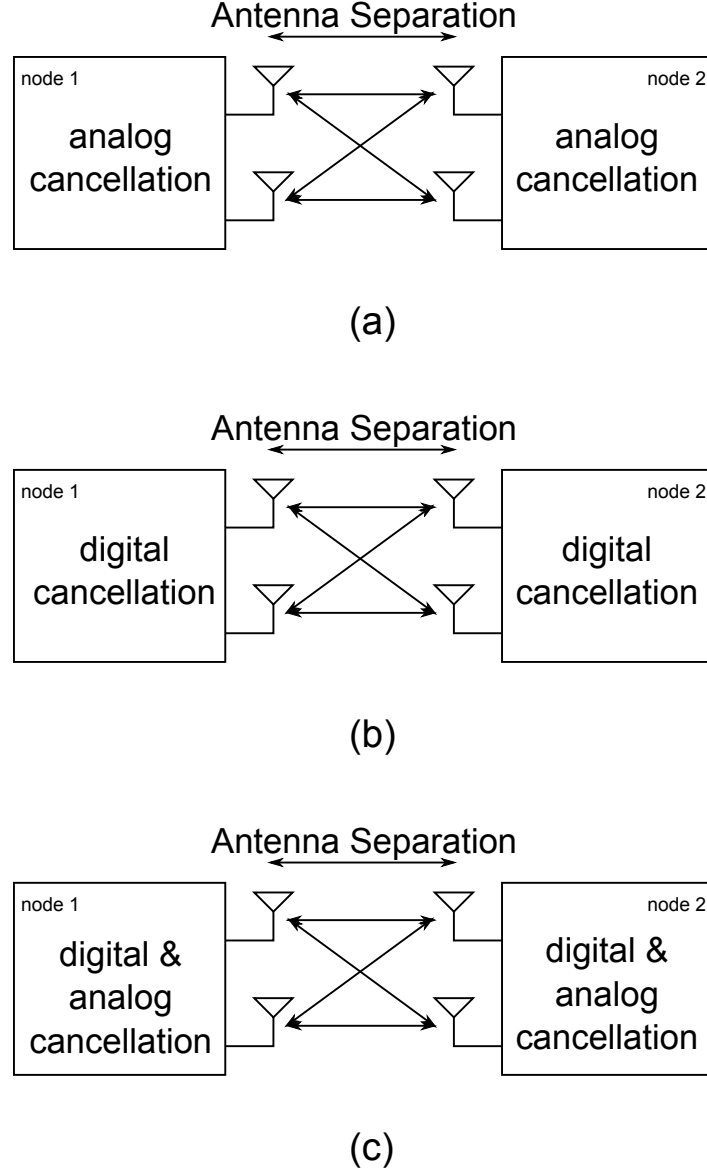 Antenna Separation
node 1
node 2
analog
cancellation
analog
cancellation
(a)
Antenna Separation
node 1
node 2
digital
cancellation
digital
cancellation
(b)
Antenna Separation
node 1
node 2
digital &
analog
cancellation
digital &
analog
cancellation
(c)